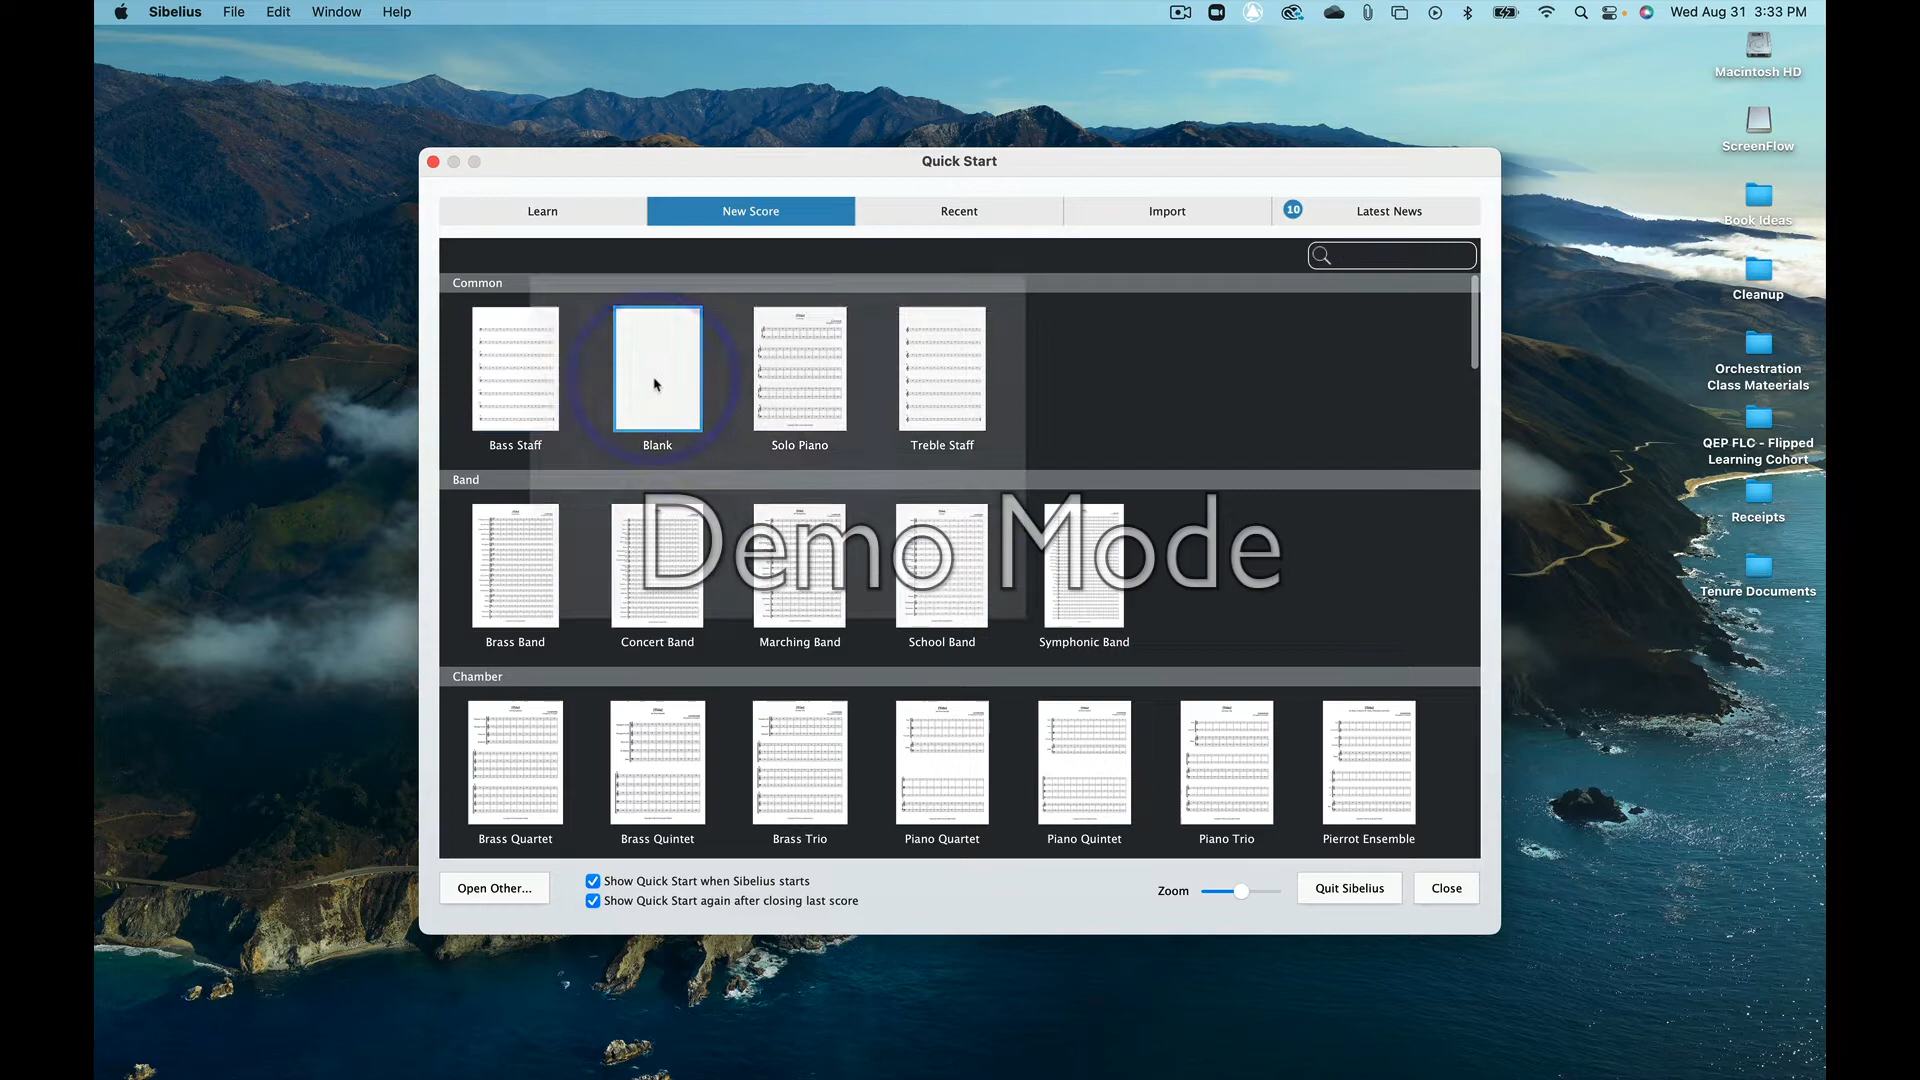 Sibelius File Edit Window Help
Wed Aug 31 3:33 PM
Macintosh HD
ScreenFlow
Book Ideas
Cleanup
Orchestration
Class Mateerials
QEP FLC - Flipped
Learning Cohort
Receipts
Tenure Documents
Quick Start
Learn New Score Recent Import 10 Latest News
Common
Bass Staff Blank Solo Piano Treble Staff
Band
Demo Mode
Brass Band Concert Band Marching Band School Band Symphonic Band
Chamber
Brass Quartet Brass Quintet Brass Trio Piano Quartet Piano Quintet Piano Trio Pierrot Ensemble
Open Other...
Show Quick Start when Sibelius starts
Show Quick Start again after closing last score
Zoom
Quit Sibelius
Close